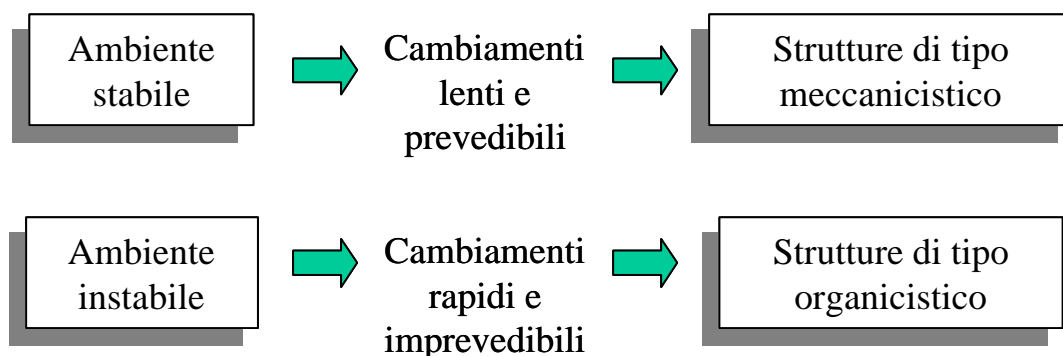 Ambiente
stabile
Cambiamenti
lenti e
prevedibili
Strutture di tipo
meccanicistico
Ambiente
instabile
Cambiamenti
rapidi e
imprevedibili
Strutture di tipo
organicistico